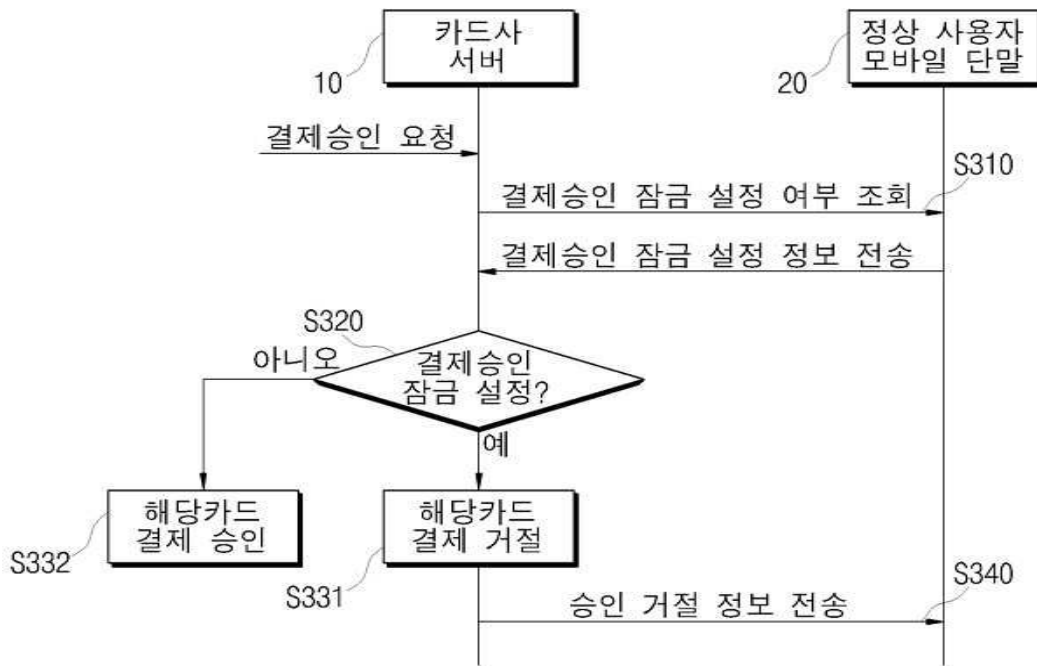 카드사
서버
10
정상 사용자
모바일 단말
20
결제승인 요청
S310
결제승인 잠금 설정 여부 조회
결제승인 잠금 설정 정보 전송
S320
아니오
결제승인
잠금 설정?
예
해당카드
결제 승인
S332
해당카드
결제 거절
S331
S340
승인 거절 정보 전송